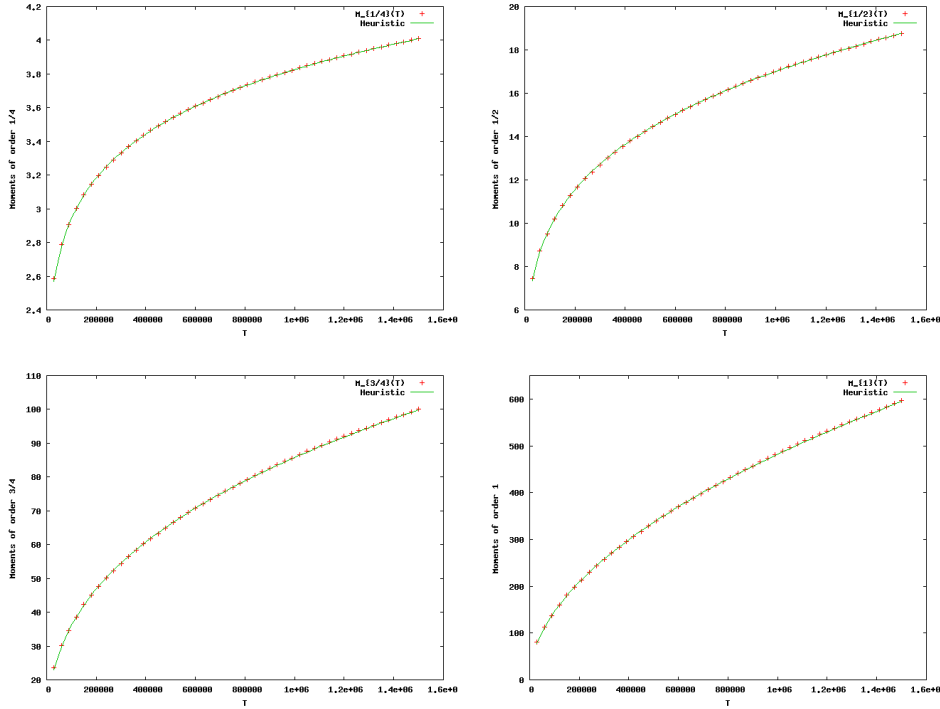 M_{1/4}(T)
Heuristic
Moments of order 1/4
4.2
4
3.8
3.6
3.4
3.2
3
2.8
2.6
2.4
0 200000 400000 600000 800000 1e+06 1.2e+06 1.4e+06 1.6e+0
T
M_{1/2}(T)
Heuristic
Moments of order 1/2
20
18
16
14
12
10
8
6
0 200000 400000 600000 800000 1e+06 1.2e+06 1.4e+06 1.6e+0
T
M_{3/4}(T)
Heuristic
Moments of order 3/4
110
100
90
80
70
60
50
40
30
20
0 200000 400000 600000 800000 1e+06 1.2e+06 1.4e+06 1.6e+0
T
M_{1}(T)
Heuristic
Moments of order 1
600
500
400
300
200
100
0
0 200000 400000 600000 800000 1e+06 1.2e+06 1.4e+06 1.6e+0
T